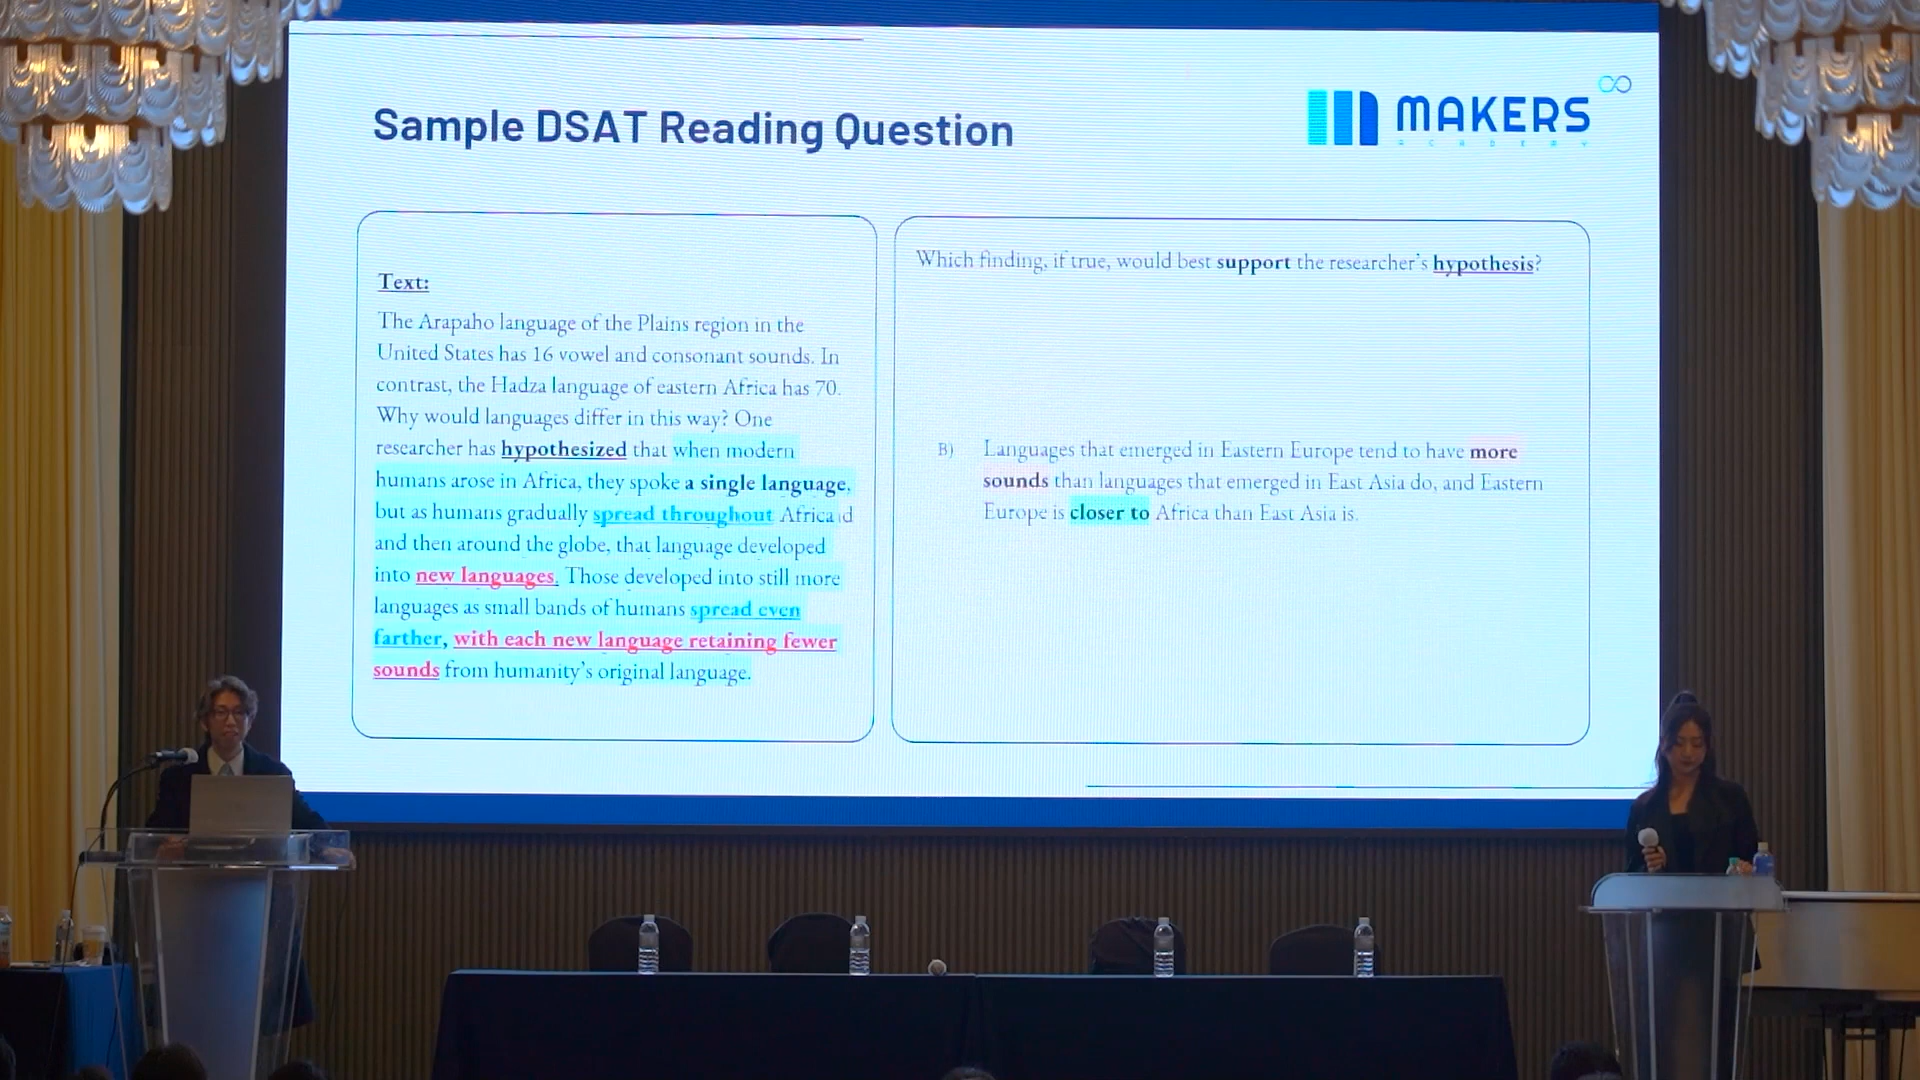 Sample DSAT Reading Question
MAKERS
ACADEMY
Text:
The Arapaho language of the Plains region in the
United States has 16 vowel and consonant sounds. In
contrast, the Hadza language of eastern Africa has 70.
Why would languages differ in this way? One
researcher has hypothesized that when modern
humans arose in Africa, they spoke a single language,
but as humans gradually spread throughout Africa
and then around the globe, that language developed
into new languages. Those developed into still more
languages as small bands of humans spread even
farther, with each new language retaining fewer
sounds from humanity's original language.
Which finding, if true, would best support the researcher's hypothesis?
B) Languages that emerged in Eastern Europe tend to have more
sounds than languages that emerged in East Asia do, and Eastern
Europe is closer to Africa than East Asia is.